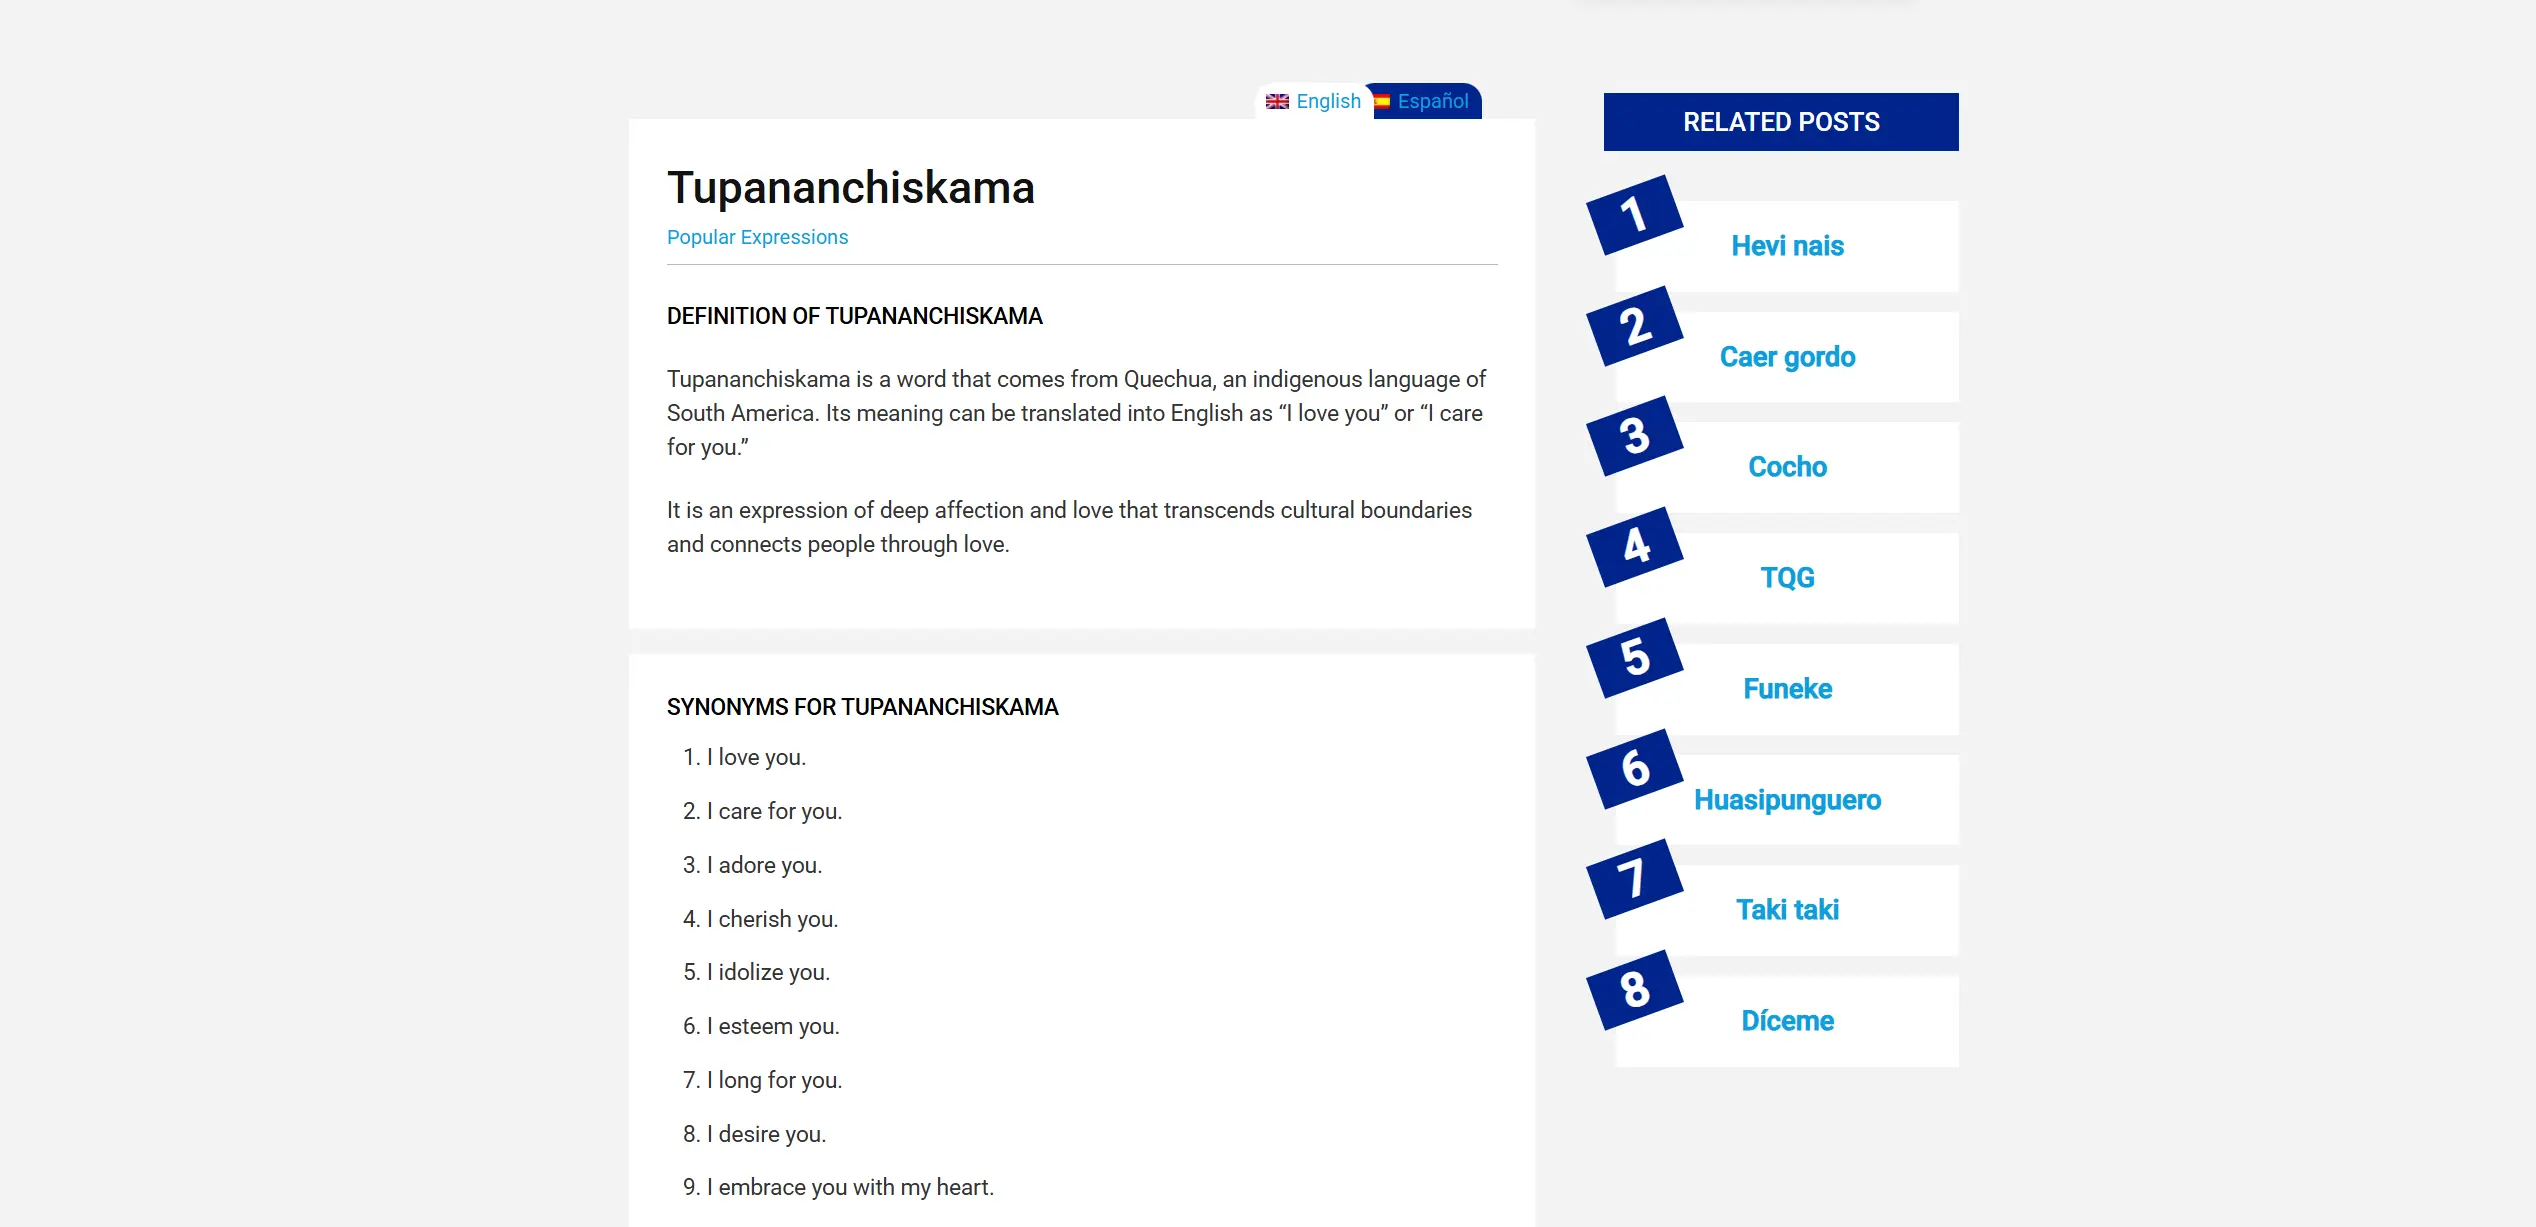 English
Español
Tupananchiskama
Popular Expressions
DEFINITION OF TUPANANCHISKAMA
Tupananchiskama is a word that comes from Quechua, an indigenous language of
South America. Its meaning can be translated into English as “I love you” or “I care
for you.”
It is an expression of deep affection and love that transcends cultural boundaries
and connects people through love.
SYNONYMS FOR TUPANANCHISKAMA
1. I love you.
2. I care for you.
3. I adore you.
4. I cherish you.
5. I idolize you.
6. I esteem you.
7. I long for you.
8. I desire you.
9. I embrace you with my heart.
RELATED POSTS
1
Hevi nais
2
Caer gordo
3
Cocho
4
TQG
5
Funeke
6
Huasipunguero
7
Taki taki
8
Díceme